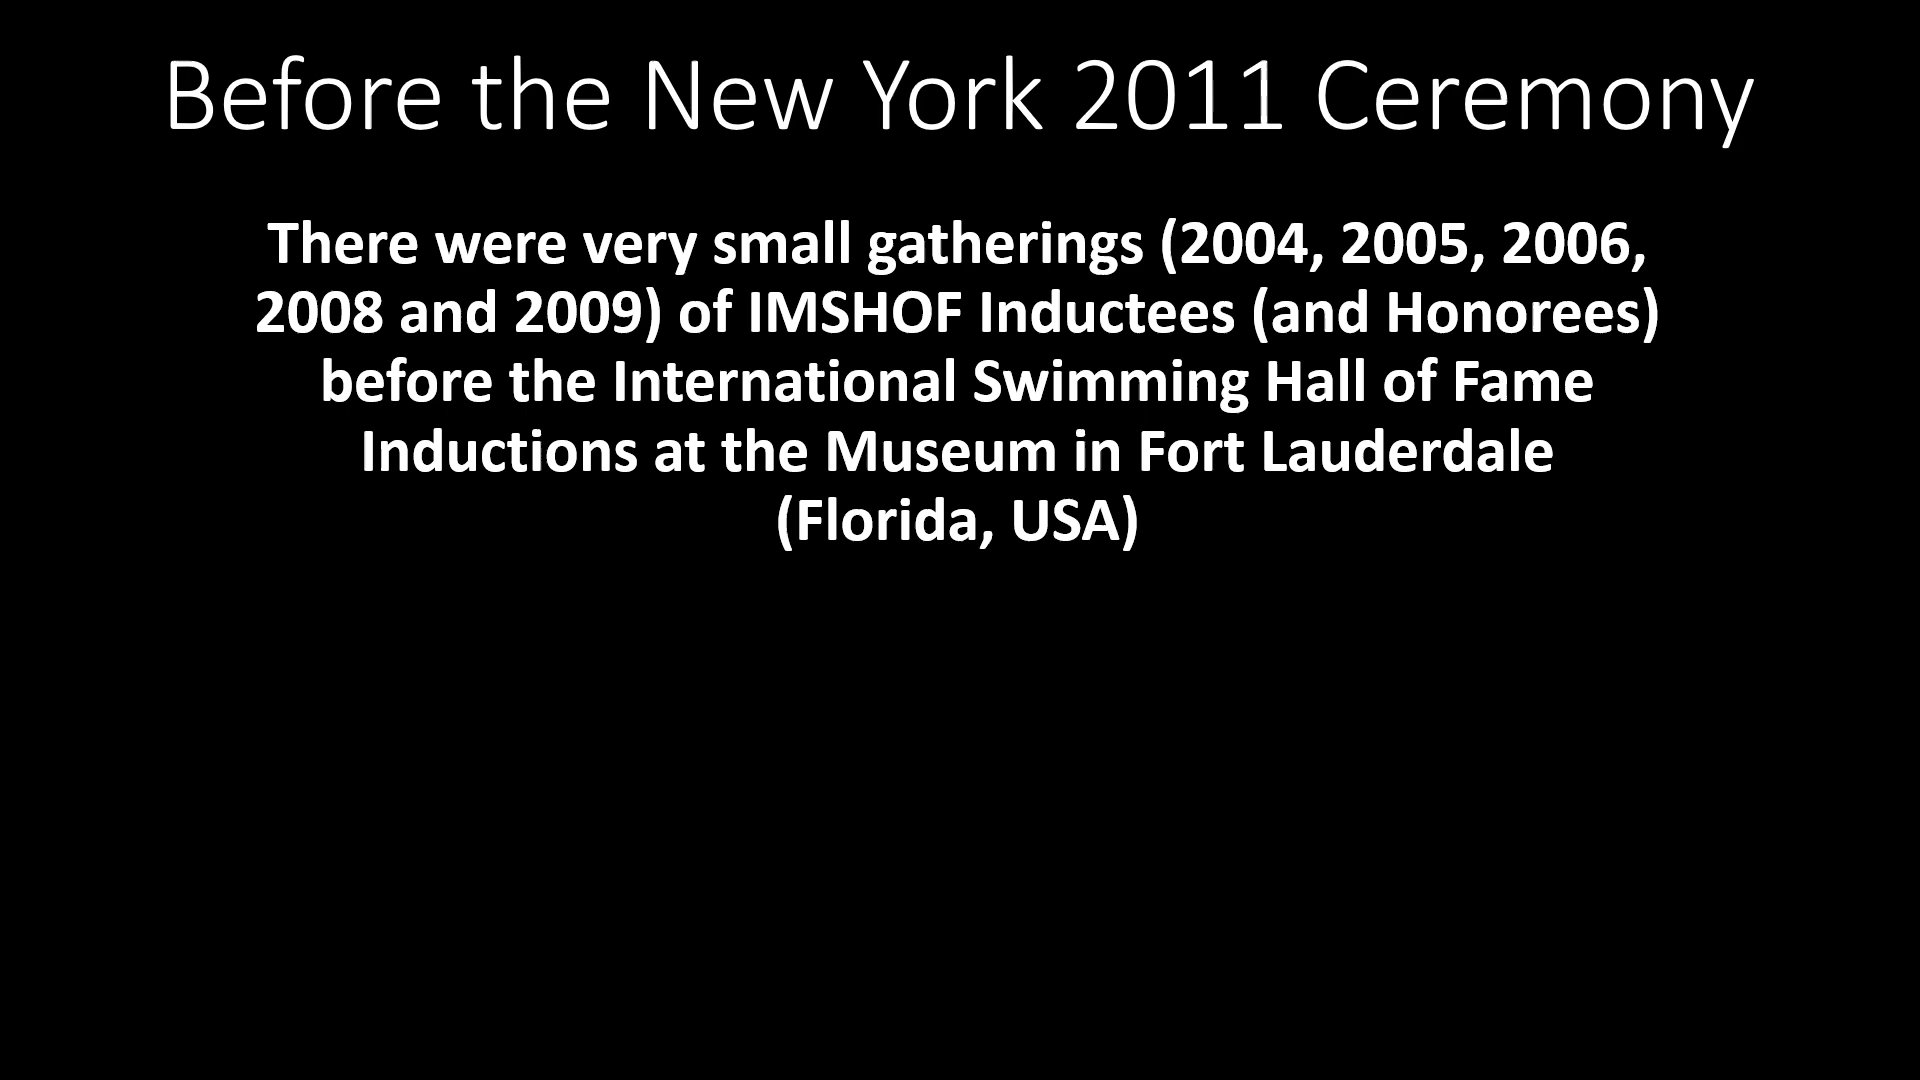 Before the New York 2011 Ceremony
There were very small gatherings (2004, 2005, 2006,
2008 and 2009) of IMSHOF Inductees (and Honorees)
before the International Swimming Hall of Fame
Inductions at the Museum in Fort Lauderdale
(Florida, USA)